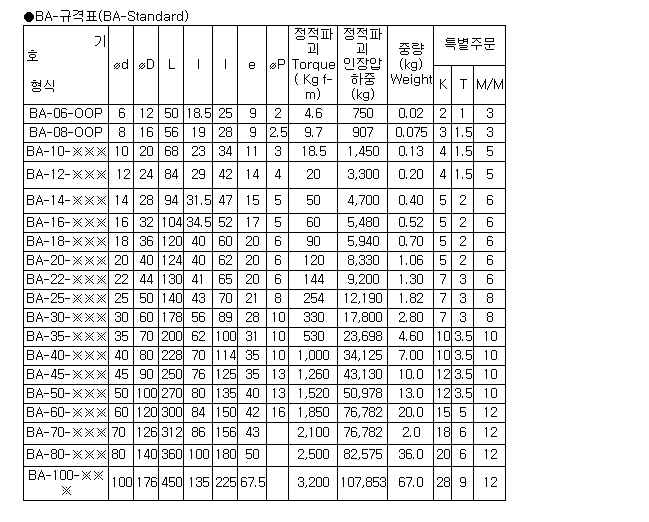 ●BA-규격표(BA-Standard)
호 기 형식 ⌀d ⌀D L l l e ⌀P 정적파괴 Torque ( Kg f-m) 정적파괴 인장압하중 (kg) 중량 (kg) Weight 특별주문
K T M/M
BA-06-OOP 6 12 50 18.5 25 9 2 4.6 750 0.02 2 1 3
BA-08-OOP 8 16 56 19 28 9 2.5 9.7 907 0.075 3 1.5 3
BA-10-※※※ 10 20 68 23 34 11 3 18.5 1,450 0.13 4 1.5 5
BA-12-※※※ 12 24 84 29 42 14 4 20 3,300 0.20 4 1.5 5
BA-14-※※※ 14 28 94 31.5 47 15 5 50 4,700 0.40 5 2 6
BA-16-※※※ 16 32 104 34.5 52 17 5 60 5,480 0.52 5 2 6
BA-18-※※※ 18 36 120 40 60 20 6 90 5,940 0.70 5 2 6
BA-20-※※※ 20 40 124 40 62 20 6 120 8,330 1.06 5 2 6
BA-22-※※※ 22 44 130 41 65 20 6 144 9,200 1.30 7 3 6
BA-25-※※※ 25 50 140 43 70 21 8 254 12,190 1.82 7 3 8
BA-30-※※※ 30 60 178 56 89 28 10 330 17,800 2.80 7 3 8
BA-35-※※※ 35 70 200 62 100 31 10 530 23,698 4.60 10 3.5 10
BA-40-※※※ 40 80 228 70 114 35 10 1,000 34,125 7.00 10 3.5 10
BA-45-※※※ 45 90 250 76 125 35 13 1,260 43,130 10.0 12 3.5 10
BA-50-※※※ 50 100 270 80 135 40 13 1,520 50,978 13.0 12 3.5 10
BA-60-※※※ 60 120 300 84 150 42 16 1,850 76,782 20.0 15 5 12
BA-70-※※※ 70 126 312 86 156 43 2,100 76,782 2.0 18 6 12
BA-80-※※※ 80 140 360 100 180 50 2,500 82,575 36.0 20 6 12
BA-100-※※※ 100 176 450 135 225 67.5 3,200 107,853 67.0 28 9 12